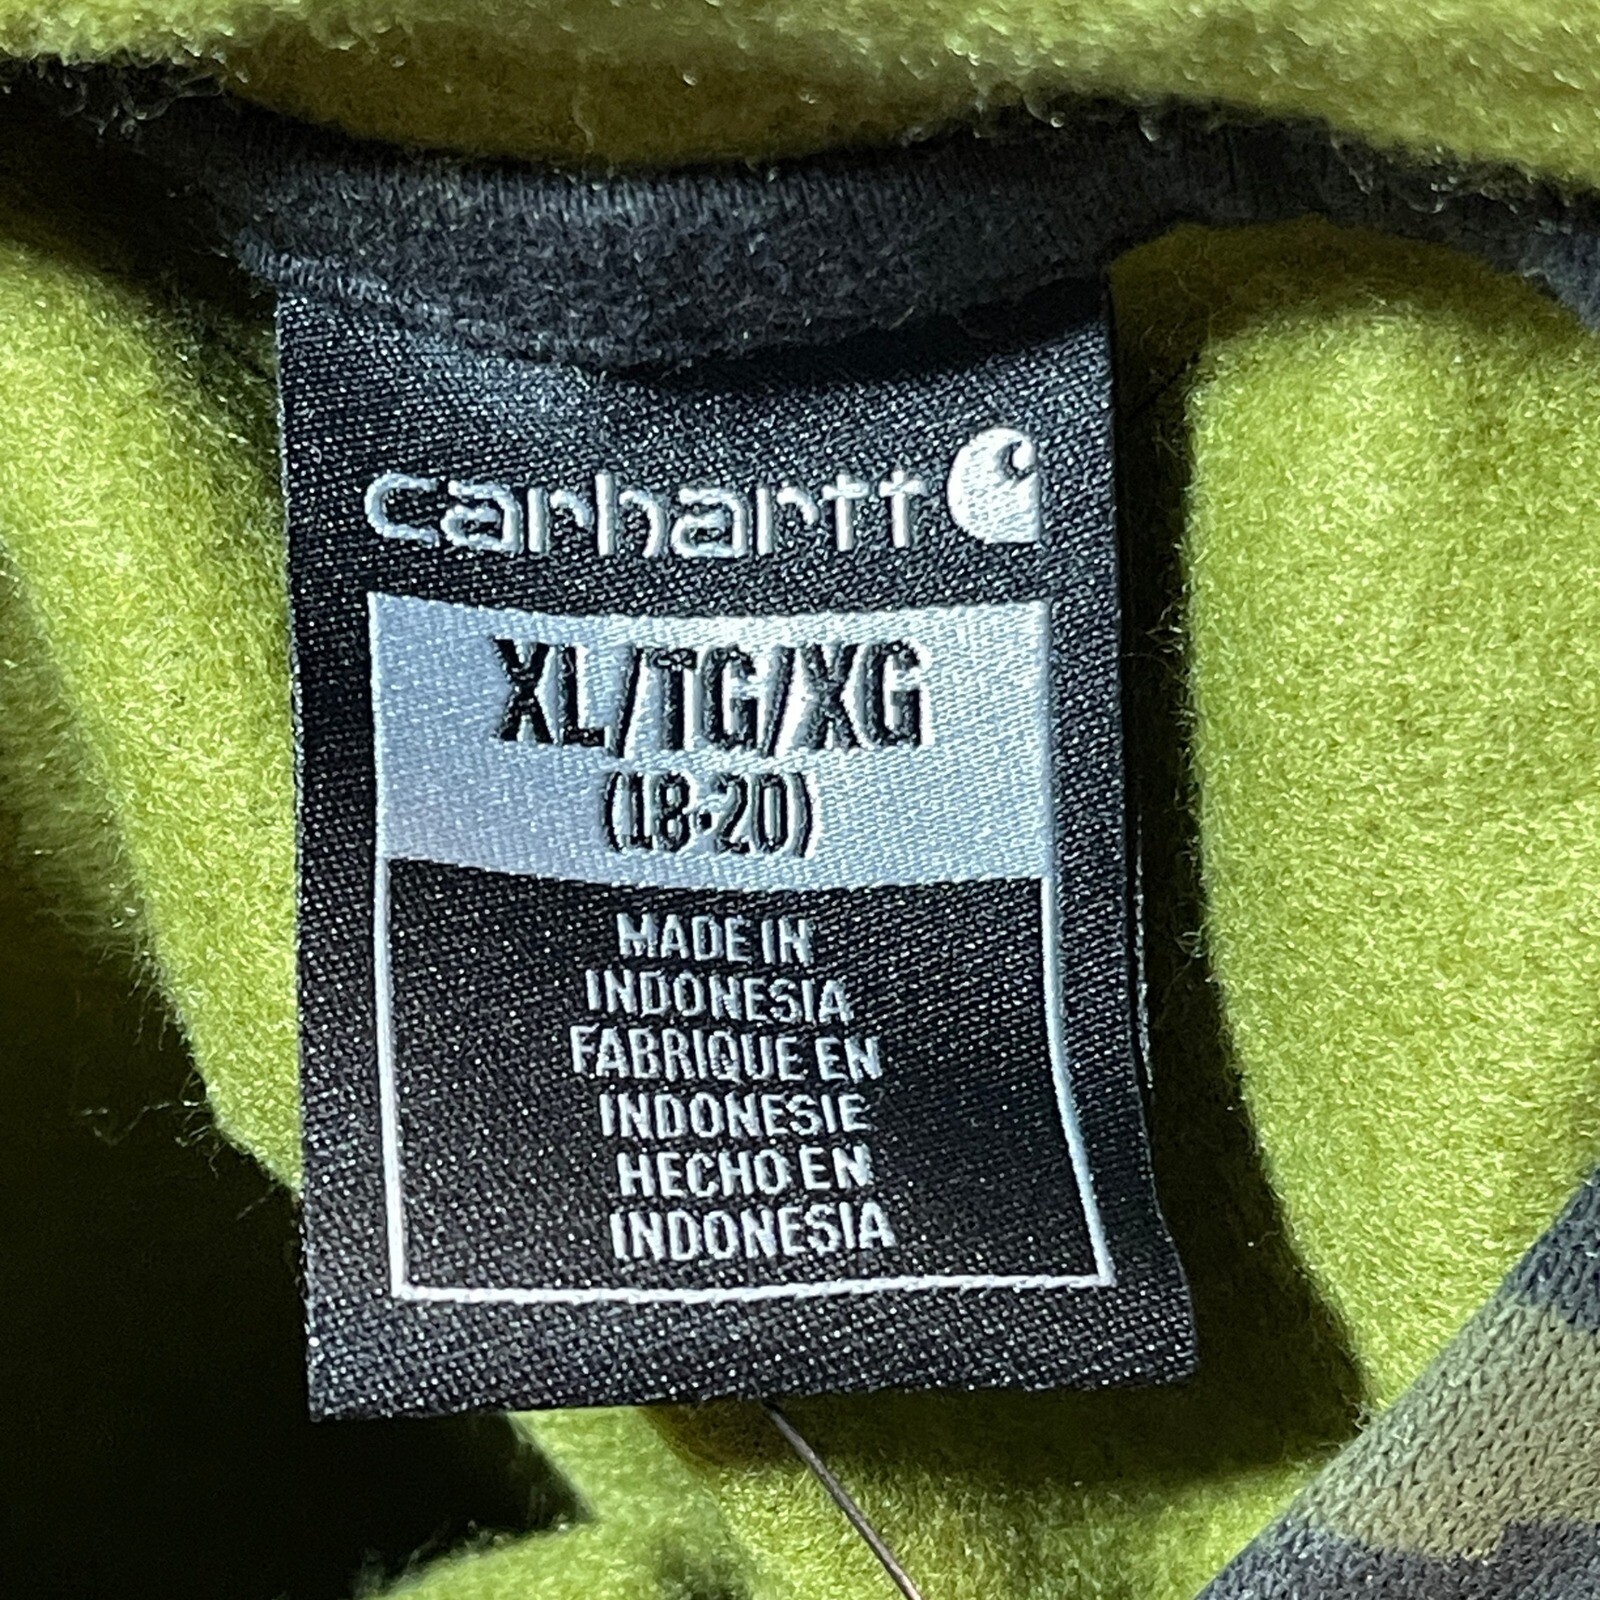 carhartt
XL/TG/XG
(18-20)
MADE IN
INDONESIA
FABRIQUE EN
INDONESIE
HECHO EN
INDONESIA